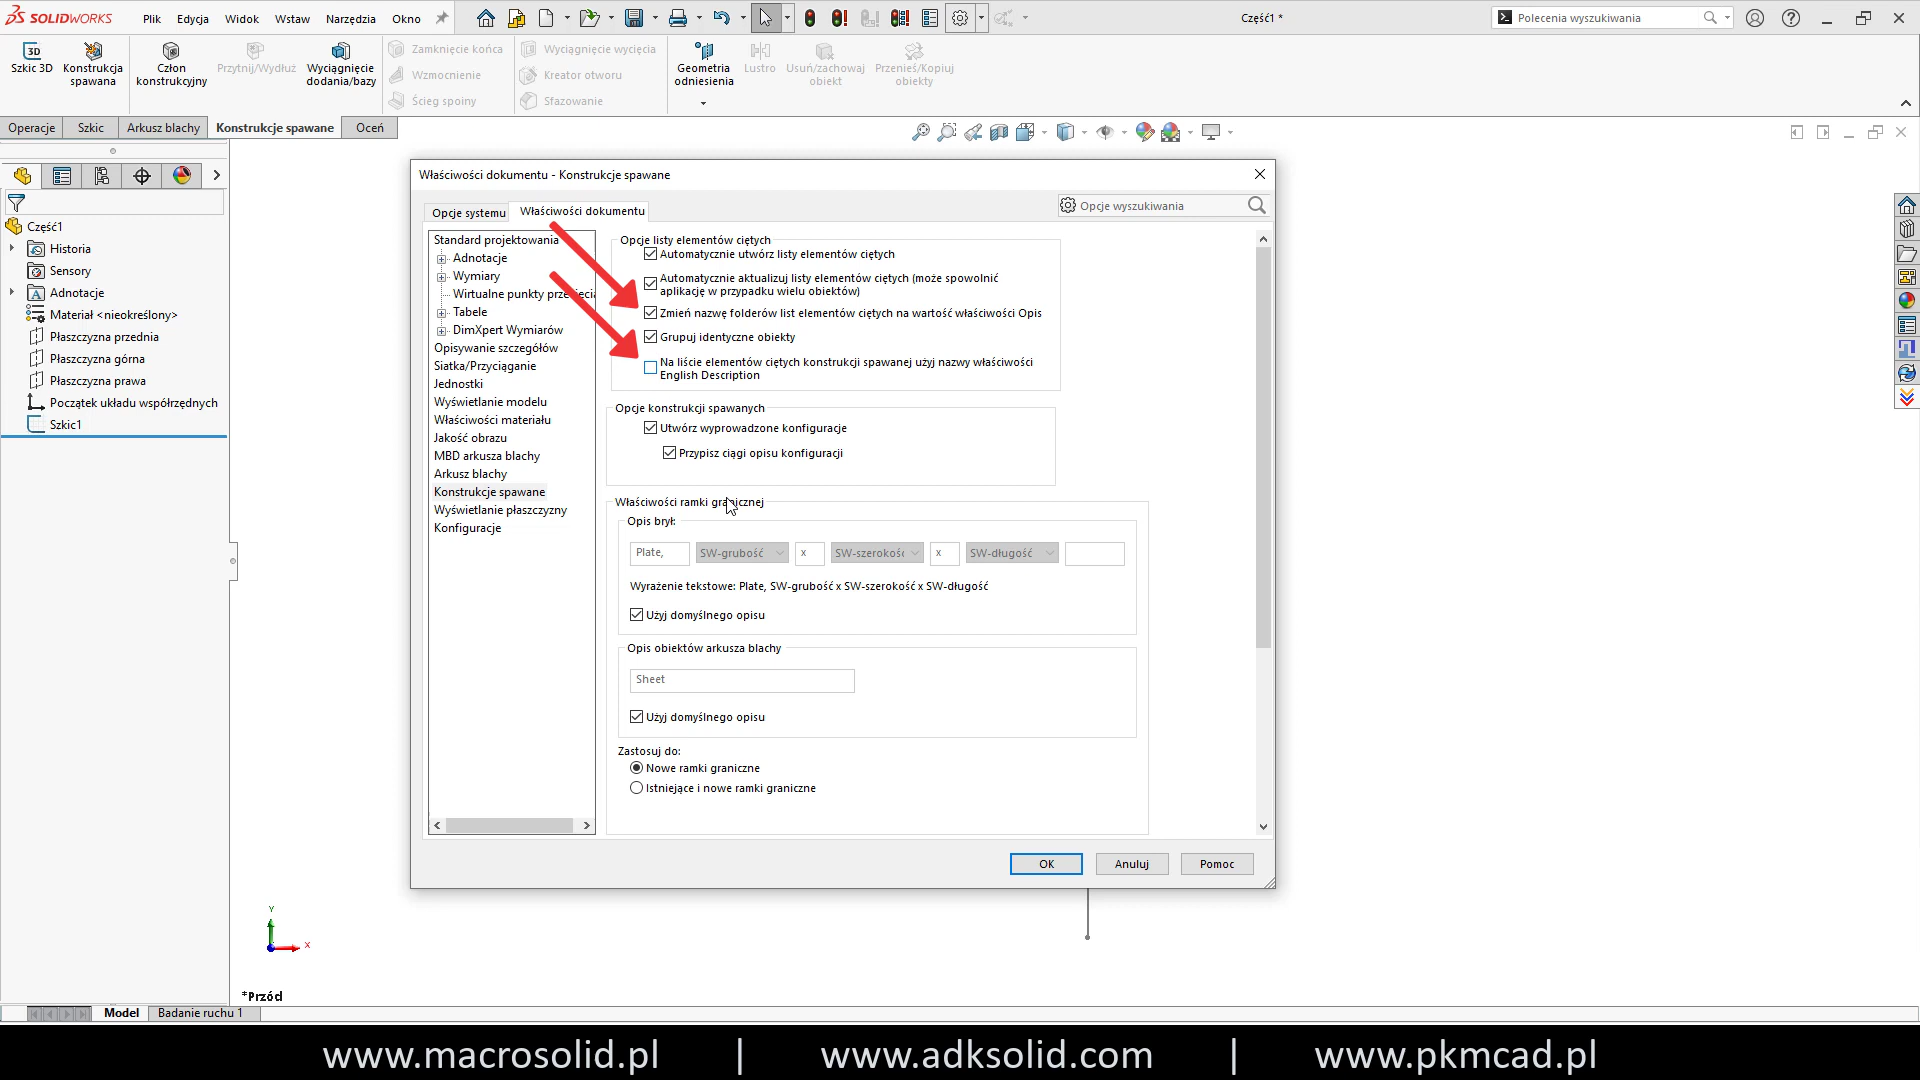 SOLIDWORKS
Plik
Edycja
Widok
Wstaw
Narzędzia
Okno
Część1 *
Polecenia wyszukiwania
Szkic 3D
Konstrukcja spawana
Człon konstrukcyjny
Przytnij/Wydłuż
Wyciągnięcie dodania/bazy
Zamknięcie końca
Wzmocnienie
Ścieg spoiny
Wyciągnięcie wycięcia
Kreator otworu
Sfazowanie
Geometria odniesienia
Lustro
Usuń/zachowaj obiekt
Przenieś/Kopiuj obiekty
Operacje
Szkic
Arkusz blachy
Konstrukcje spawane
Oceń
Część1
Historia
Sensory
Adnotacje
Materiał <nieokreślony>
Płaszczyzna przednia
Płaszczyzna górna
Płaszczyzna prawa
Początek układu współrzędnych
Szkic1
Właściwości dokumentu - Konstrukcje spawane
Opcje systemu
Właściwości dokumentu
Opcje wyszukiwania
Standard projektowania
Adnotacje
Wymiary
Wirtualne punkty
Tabele
DimXpert Wymiarów
Opisywanie szczegółów
Siatka/Przyciąganie
Jednostki
Wyświetlanie modelu
Właściwości materiału
Jakość obrazu
MBD arkusza blachy
Arkusz blachy
Konstrukcje spawane
Wyświetlanie płaszczyzny
Konfiguracje
Opcje listy elementów ciętych
Automatycznie utwórz listy elementów ciętych
Automatycznie aktualizuj listy elementów ciętych (może spowolnić
aplikację w przypadku wielu obiektów)
Zmień nazwę folderów list elementów ciętych na wartość właściwości Opis
Grupuj identyczne obiekty
Na liście elementów ciętych konstrukcji spawanej użyj nazwy właściwości
English Description
Opcje konstrukcji spawanych
Utwórz wyprowadzone konfiguracje
Przypisz ciągi opisu konfiguracji
Właściwości ramki granicznej
Opis brył:
Plate,
SW-grubość
x
SW-szerokość
x
SW-długość
Wyrażenie tekstowe: Plate, SW-grubość x SW-szerokość x SW-długość
Użyj domyślnego opisu
Opis obiektów arkusza blachy
Sheet
Użyj domyślnego opisu
Zastosuj do:
Nowe ramki graniczne
Istniejące i nowe ramki graniczne
OK
Anuluj
Pomoc
Y
X
*Przód
Model
Badanie ruchu 1
www.macrosolid.pl | www.adksolid.com | www.pkmcad.pl